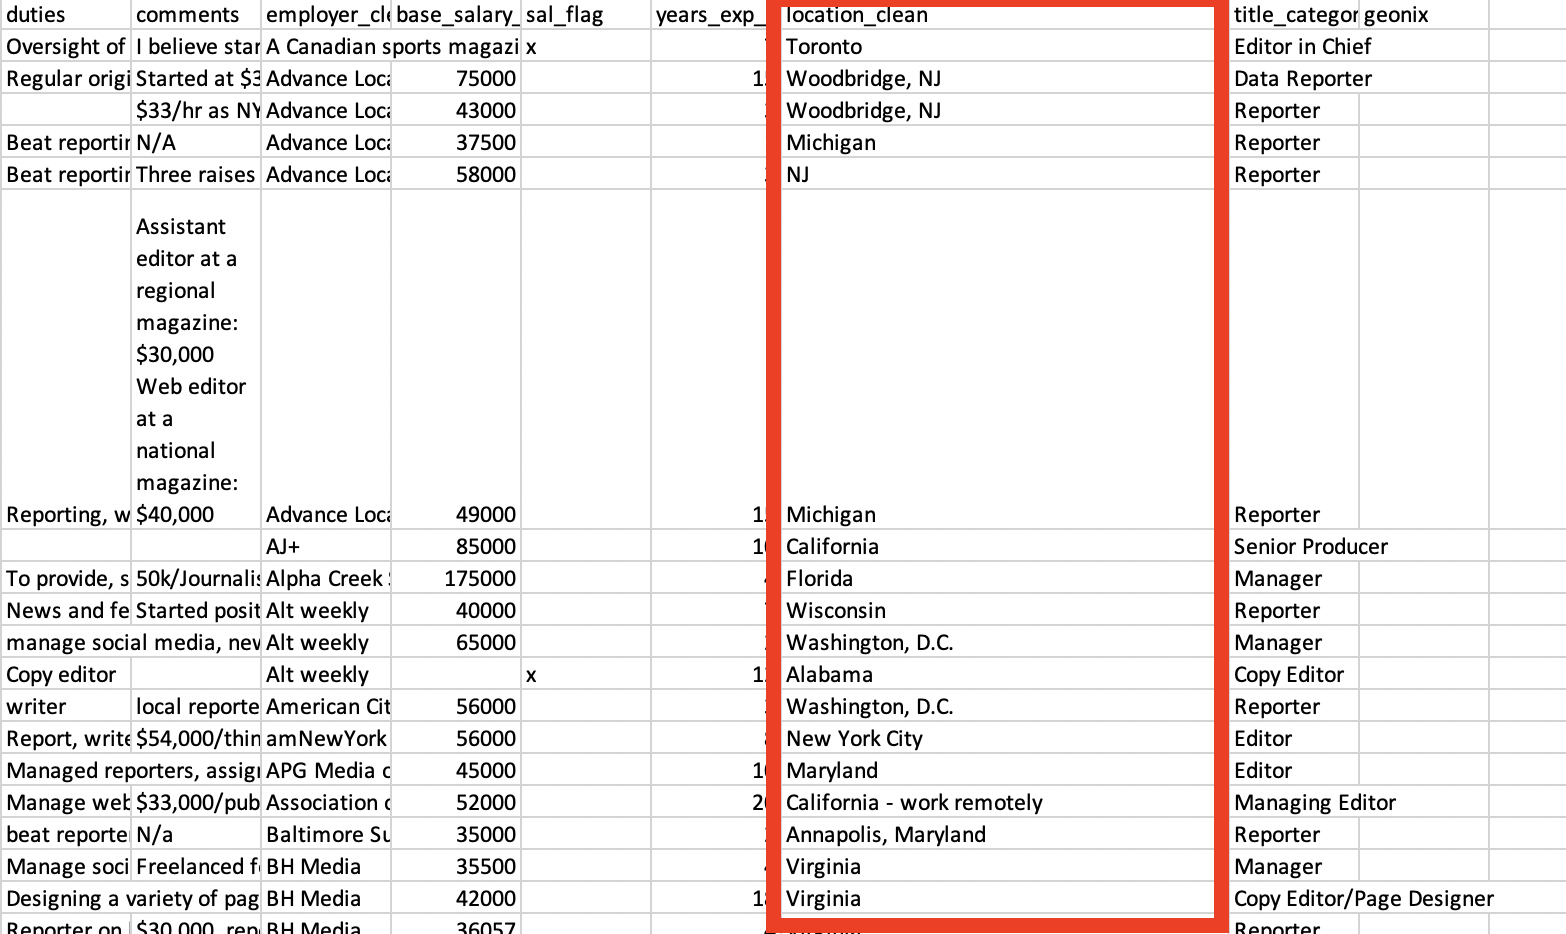 duties comments employer_cle base_salary_ sal_flag years_exp_ location_clean title_categor geonix
Oversight of I believe star A Canadian sports magazi x Toronto Editor in Chief
Regular origi Started at $3 Advance Loca 75000 1 Woodbridge, NJ Data Reporter
$33/hr as NY Advance Loca 43000 Woodbridge, NJ Reporter
Beat reportin N/A Advance Loca 37500 Michigan Reporter
Beat reportin Three raises Advance Loca 58000 NJ Reporter
Assistant
editor at a
regional
magazine:
$30,000
Web editor
at a
national
magazine:
Reporting, w $40,000 Advance Loca 49000 1 Michigan Reporter
AJ+ 85000 1 California Senior Producer
To provide, s 50k/Journalis Alpha Creek 175000 Florida Manager
News and fe Started posit Alt weekly 40000 Wisconsin Reporter
manage social media, new Alt weekly 65000 Washington, D.C. Manager
Copy editor Alt weekly x 1 Alabama Copy Editor
writer local reporte American Cit 56000 Washington, D.C. Reporter
Report, write $54,000/thin amNewYork 56000 New York City Editor
Managed reporters, assign APG Media o 45000 1 Maryland Editor
Manage web $33,000/pub Association o 52000 2 California - work remotely Managing Editor
beat reporte N/a Baltimore Su 35000 Annapolis, Maryland Reporter
Manage soci Freelanced fo BH Media 35500 Virginia Manager
Designing a variety of pag BH Media 42000 1 Virginia Copy Editor/Page Designer
Reporter on $30,000, rep BH Media 36057 Virginia Reporter